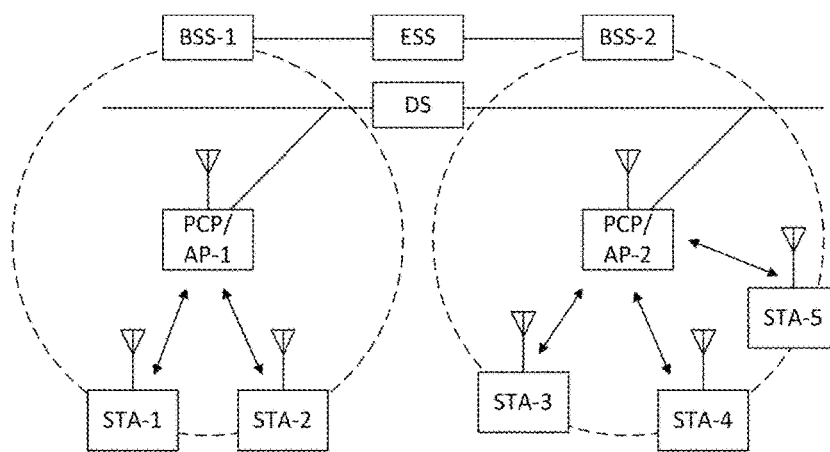 BSS-1
ESS
BSS-2
DS
PCP/
AP-1
PCP/
AP-2
STA-5
STA-1
STA-2
STA-3
STA-4